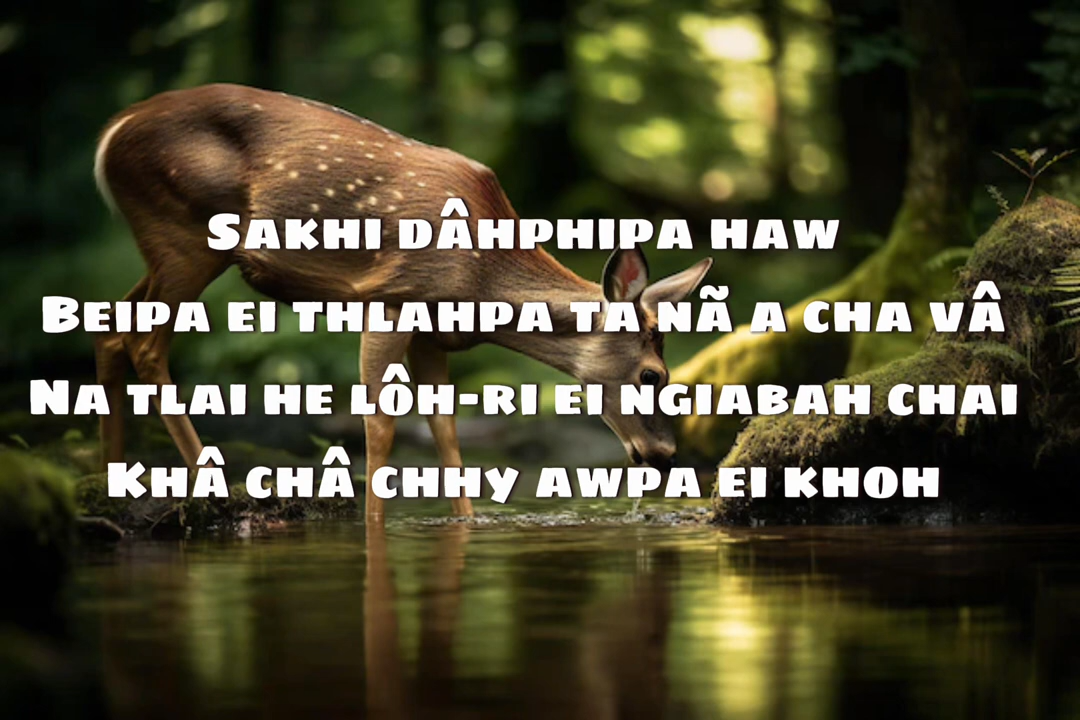 Sakhi dâhphipa haw
Beipa ei thlahpa ta nã a cha vâ
Na tlai he lôh-ri ei ngiabah chai
Khâ châ chhy awpa ei khoh